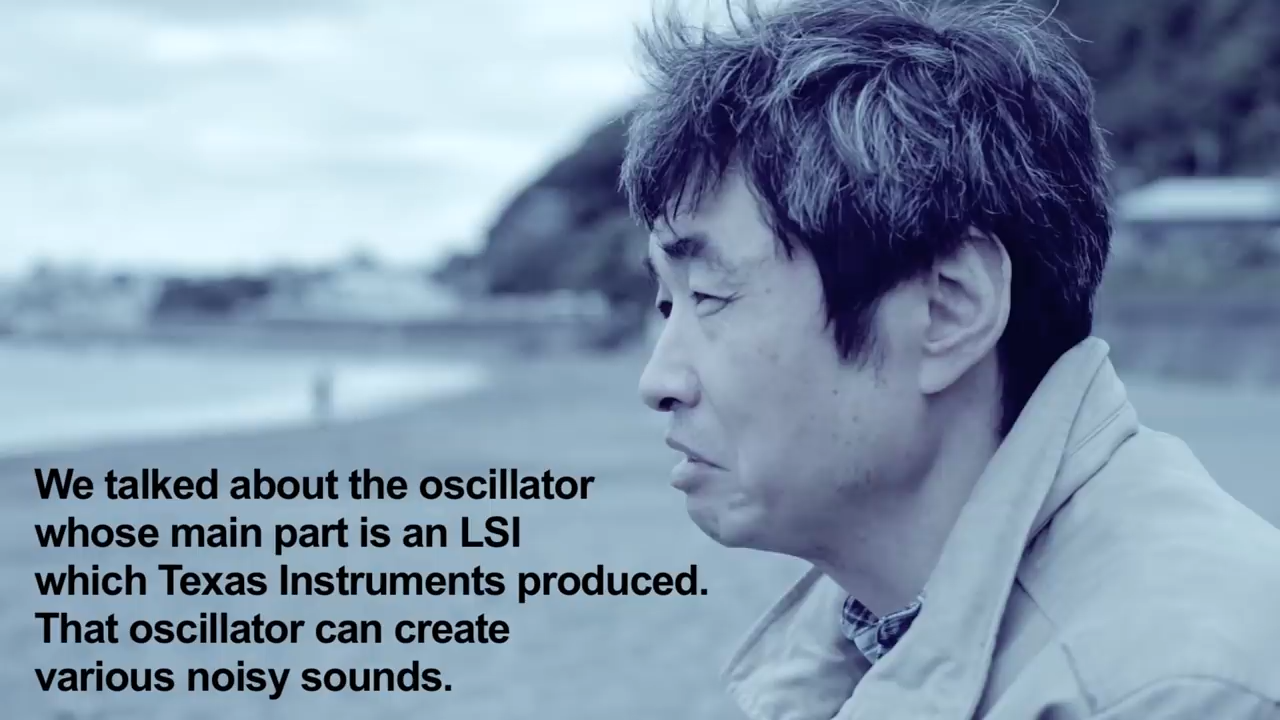 We talked about the oscillator
whose main part is an LSI
which Texas Instruments produced.
That oscillator can create
various noisy sounds.